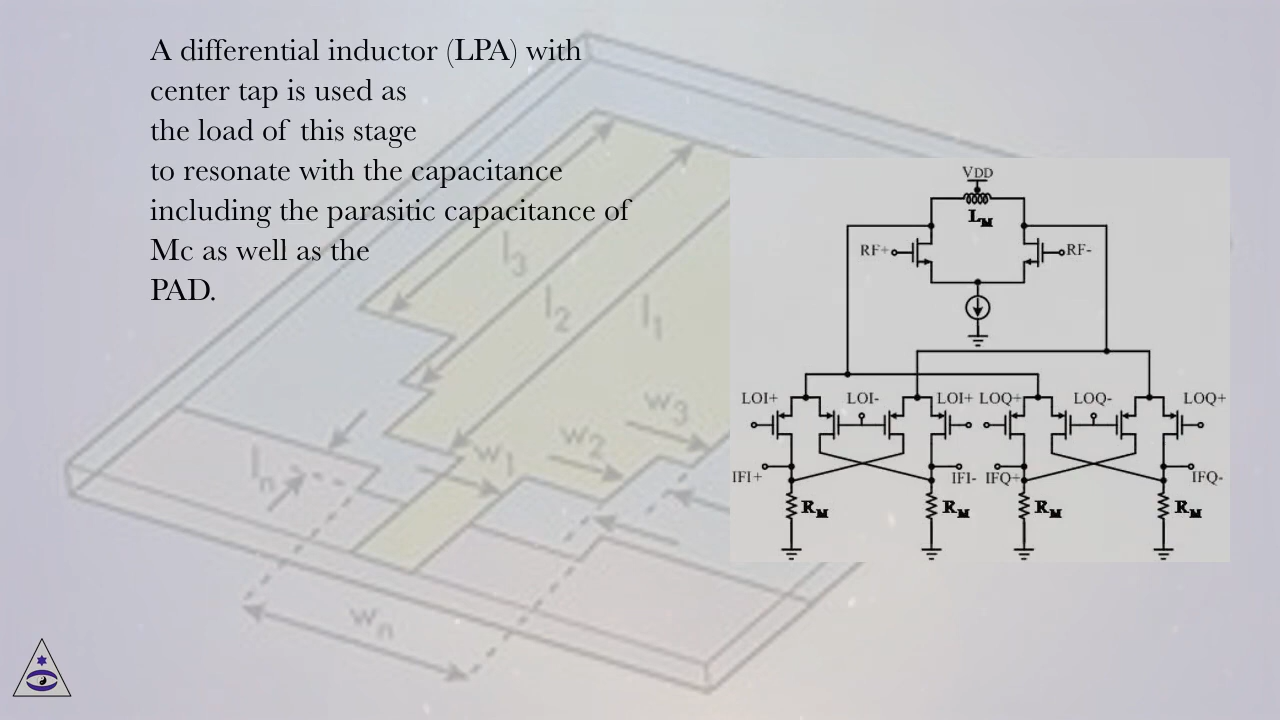 A differential inductor (LPA) with
center tap is used as
the load of this stage
to resonate with the capacitance
including the parasitic capacitance of
Mc as well as the
PAD.
VDD
LM
RF+ RF-
LOI+ LOI- LOI+ LOQ+ LOQ- LOQ+
IFI+ IFI- IFQ+ IFQ-
RM RM RM RM
l3
l2 l1
w3
w2
w1
ln
wn